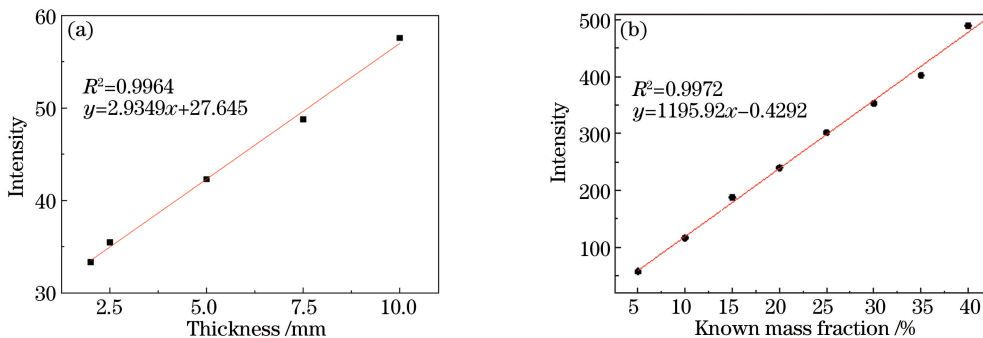 (a)
60
50
40
30
R²=0.9964
y=2.9349x+27.645
Intensity
2.5 5.0 7.5 10.0
Thickness /mm
(b)
500
400
300
200
100
R²=0.9972
y=1195.92x−0.4292
Intensity
5 10 15 20 25 30 35 40
Known mass fraction /%